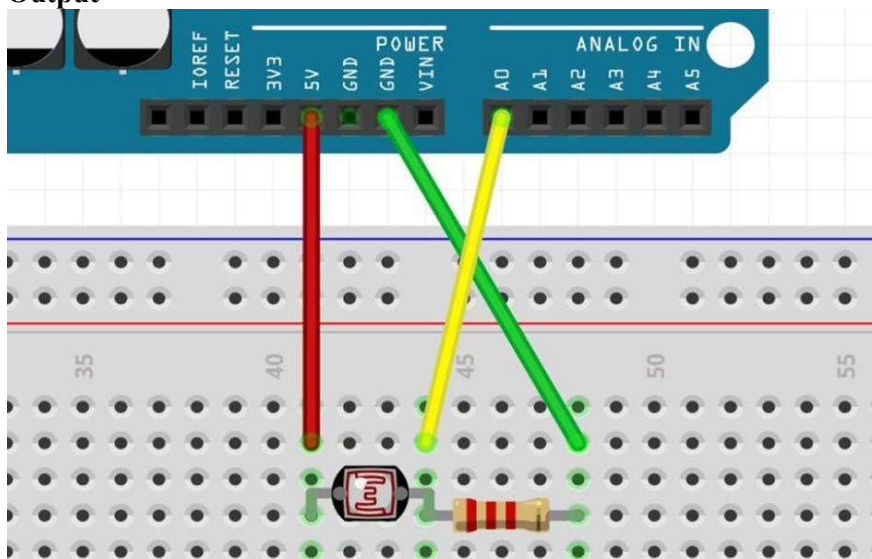 Output
POWER
ANALOG IN
IOREF
RESET
3V3
5V
GND
GND
VIN
A0
A1
A2
A3
A4
A5
35
40
45
50
55